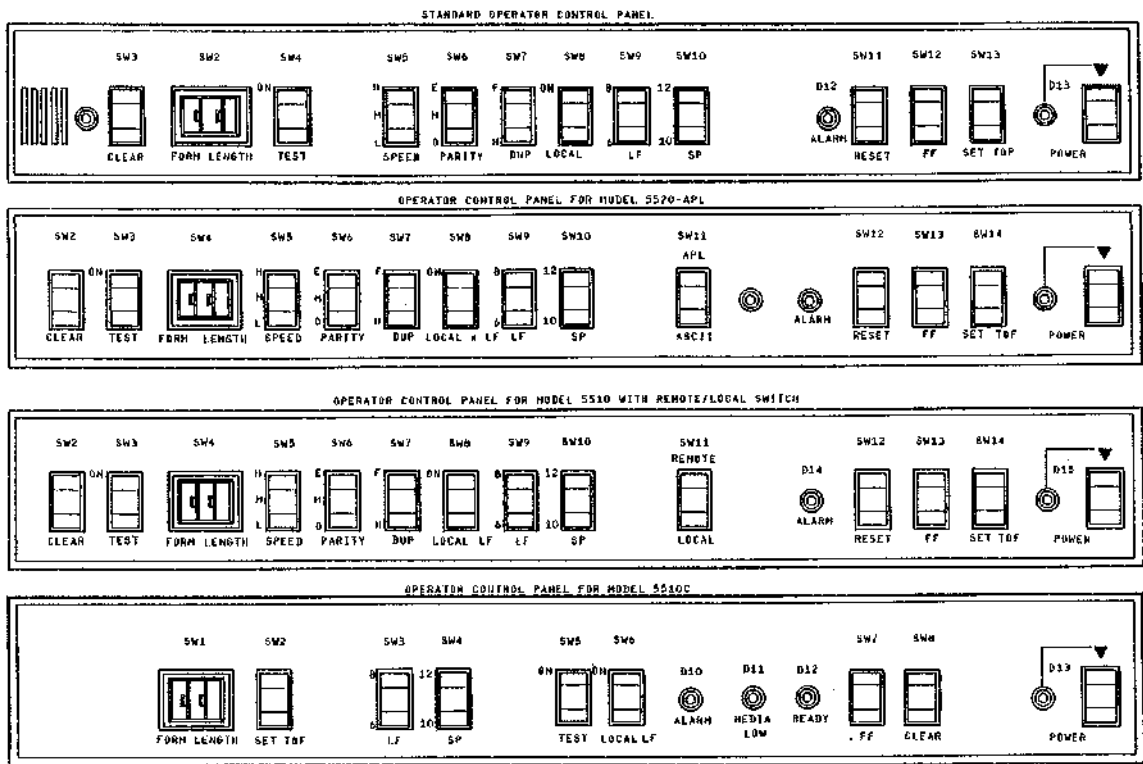 STANDARD OPERATOR CONTROL PANEL
SW3 SW2 SW4 SW5 SW6 SW7 SW8 SW9 SW10 SW11 SW12 SW13
ON H E F ON 8 12 D12 D13
M M
L O H 6 10 ALARM
CLEAR FORM LENGTH TEST SPEED PARITY DUP LOCAL LF SP RESET FF SET TOF POWER
OPERATOR CONTROL PANEL FOR MODEL 5520-APL
SW2 SW3 SW4 SW5 SW6 SW7 SW8 SW9 SW10 SW11 SW12 SW13 SW14
APL
ON H E F ON 8 12
M M
L O H 6 10 ALARM
CLEAR TEST FORM LENGTH SPEED PARITY DUP LOCAL LF LF SP ASCII RESET FF SET TOF POWER
OPERATOR CONTROL PANEL FOR MODEL 5510 WITH REMOTE/LOCAL SWITCH
SW2 SW3 SW4 SW5 SW6 SW7 SW8 SW9 SW10 SW11 SW12 SW13 SW14
REMOTE
ON H E F ON 8 12 D14 D15
M M
L O H 6 10 ALARM
CLEAR TEST FORM LENGTH SPEED PARITY DUP LOCAL LF LF SP LOCAL RESET FF SET TOF POWER
OPERATOR CONTROL PANEL FOR MODEL 5510C
SW1 SW2 SW3 SW4 SW5 SW6 SW7 SW8
8 12 ON ON D10 D11 D12 D13
6 10 ALARM MEDIA READY
FORM LENGTH SET TOF LF SP TEST LOCAL LF LOW . FF CLEAR POWER